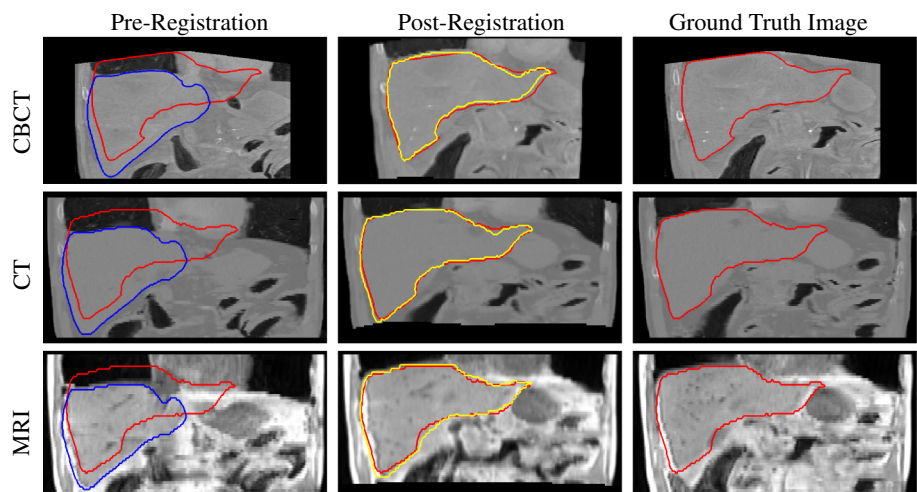 Pre-Registration
Post-Registration
Ground Truth Image
CBCT
CT
MRI